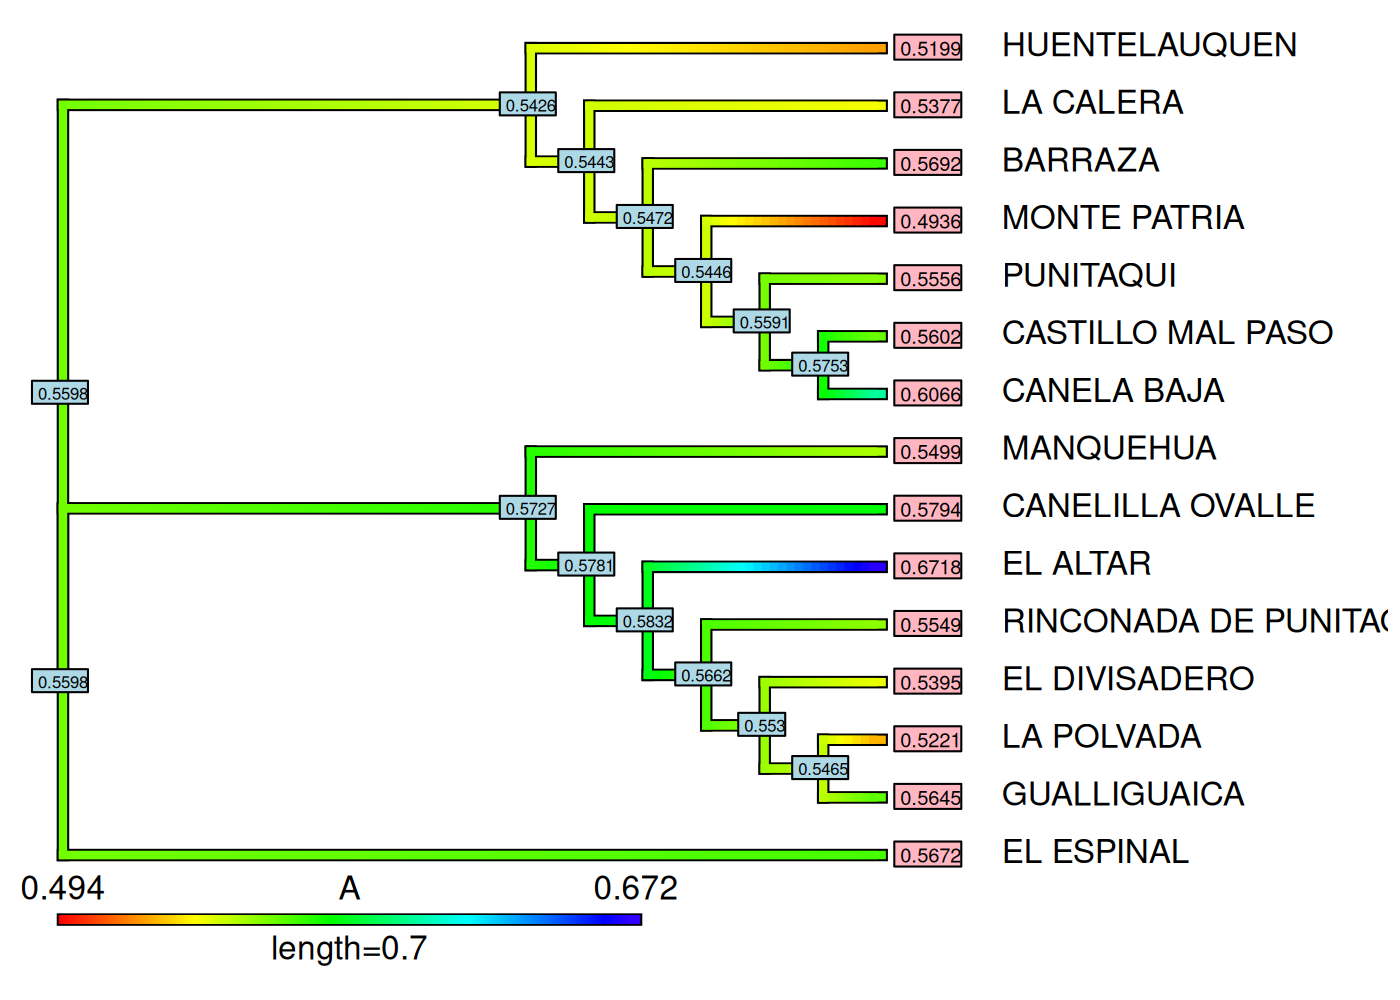 0.5199 HUENTELAUQUEN
0.5426
0.5377 LA CALERA
0.5443
0.5692 BARRAZA
0.5472
0.4936 MONTE PATRIA
0.5446
0.5556 PUNITAQUI
0.5591
0.5602 CASTILLO MAL PASO
0.5753
0.5598
0.6066 CANELA BAJA
0.5499 MANQUEHUA
0.5727
0.5794 CANELILLA OVALLE
0.5781
0.6718 EL ALTAR
0.5832
0.5549 RINCONADA DE PUNITA
0.5662
0.5598
0.5395 EL DIVISADERO
0.553
0.5221 LA POLVADA
0.5465
0.5645 GUALLIGUAICA
0.5672 EL ESPINAL
0.494 A 0.672
length=0.7